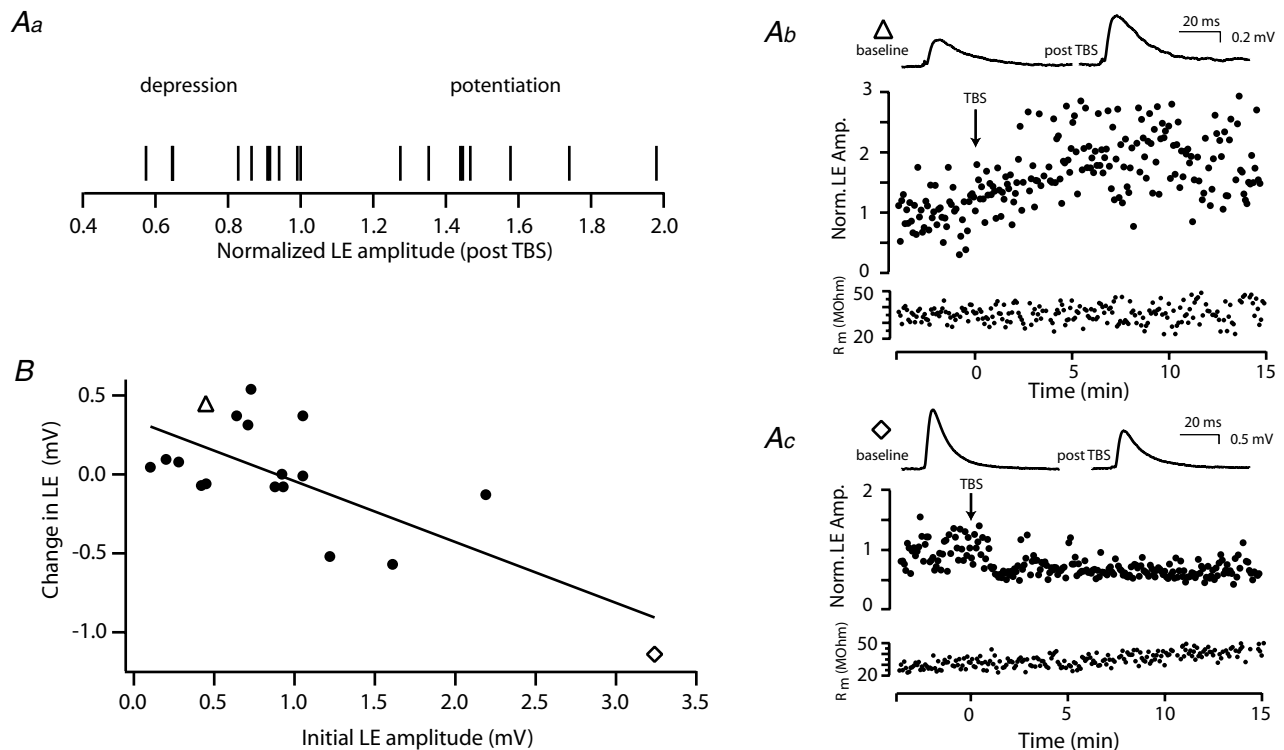 Aa
depression potentiation
0.4 0.6 0.8 1.0 1.2 1.4 1.6 1.8 2.0
Normalized LE amplitude (post TBS)
Ab
baseline
post TBS
20 ms
0.2 mV
TBS
3
2
1
0
Norm. LE Amp.
50
20
Rm (MOhm)
0 5 10 15
Time (min)
B
0.5
0.0
-0.5
-1.0
Change in LE (mV)
0.0 0.5 1.0 1.5 2.0 2.5 3.0 3.5
Initial LE amplitude (mV)
Ac
baseline
post TBS
20 ms
0.5 mV
TBS
2
1
0
Norm. LE Amp.
50
20
Rm (MOhm)
0 5 10 15
Time (min)